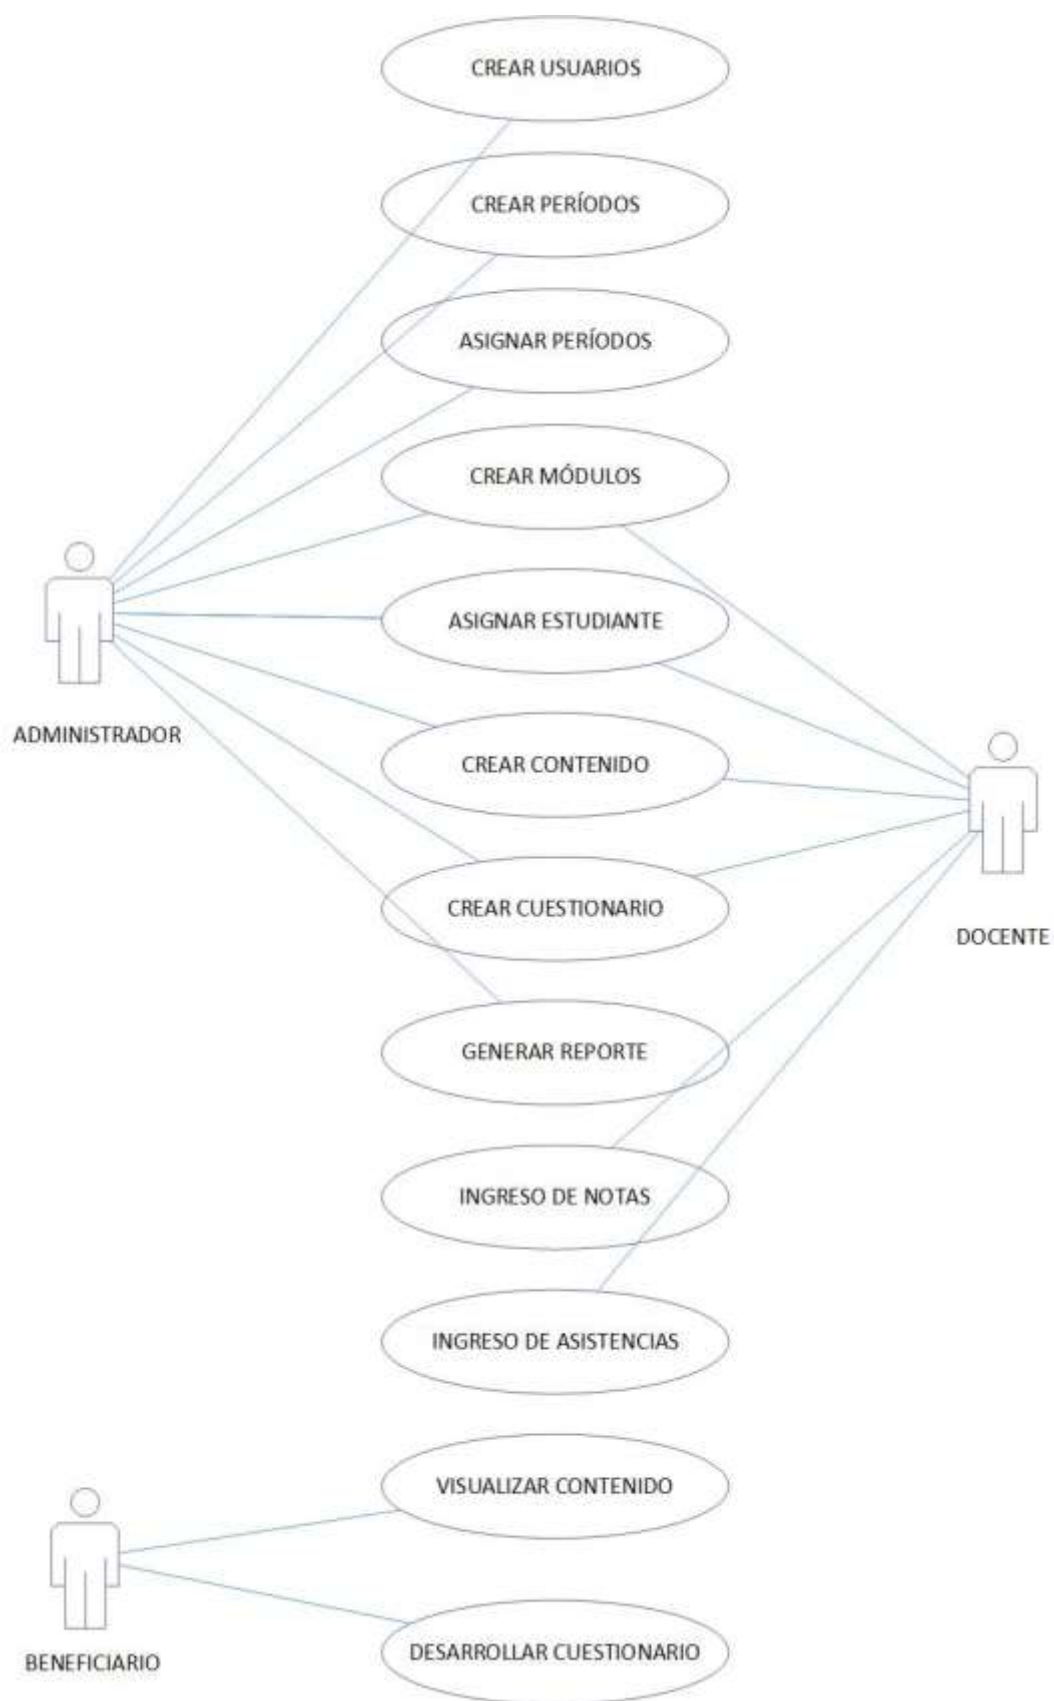 CREAR USUARIOS
CREAR PERÍODOS
ASIGNAR PERÍODOS
CREAR MÓDULOS
ASIGNAR ESTUDIANTE
ADMINISTRADOR
CREAR CONTENIDO
CREAR CUESTIONARIO
DOCENTE
GENERAR REPORTE
INGRESO DE NOTAS
INGRESO DE ASISTENCIAS
VISUALIZAR CONTENIDO
DESARROLLAR CUESTIONARIO
BENEFICIARIO